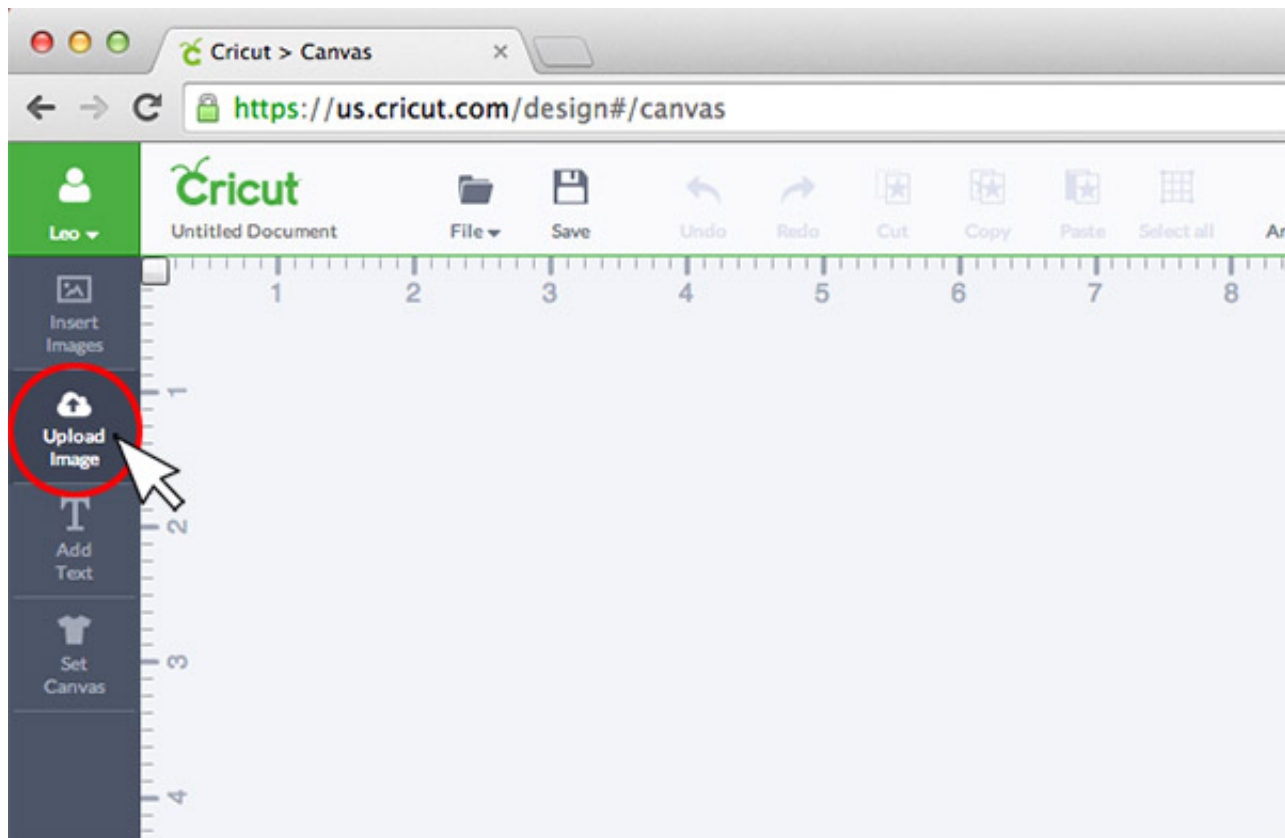 Cricut > Canvas
https://us.cricut.com/design#/canvas
Cricut
Untitled Document
File
Save
Undo
Redo
Cut
Copy
Paste
Select all
Leo
1 2 3 4 5 6 7 8
Insert
Images
Upload
Image
Add
Text
Set
Canvas
1
2
3
4